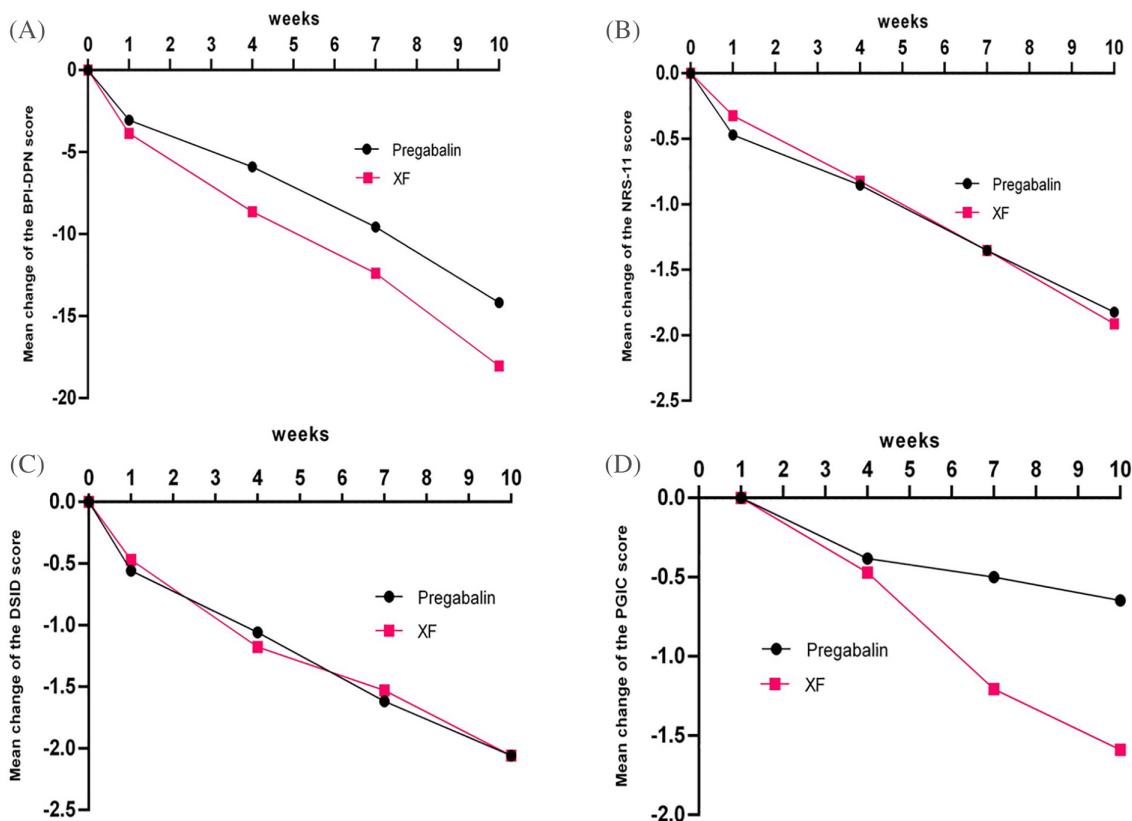 (A)
weeks
0 1 2 3 4 5 6 7 8 9 10
0
-5
-10
-15
-20
Mean change of the BPI-DPN score
Pregabalin
XF
(B)
weeks
0 1 2 3 4 5 6 7 8 9 10
0.0
-0.5
-1.0
-1.5
-2.0
-2.5
Mean change of the NRS-11 score
Pregabalin
XF
(C)
weeks
0 1 2 3 4 5 6 7 8 9 10
0.0
-0.5
-1.0
-1.5
-2.0
-2.5
Mean change of the DSID score
Pregabalin
XF
(D)
weeks
0 1 2 3 4 5 6 7 8 9 10
0.0
-0.5
-1.0
-1.5
-2.0
Mean change of the PGIC score
Pregabalin
XF